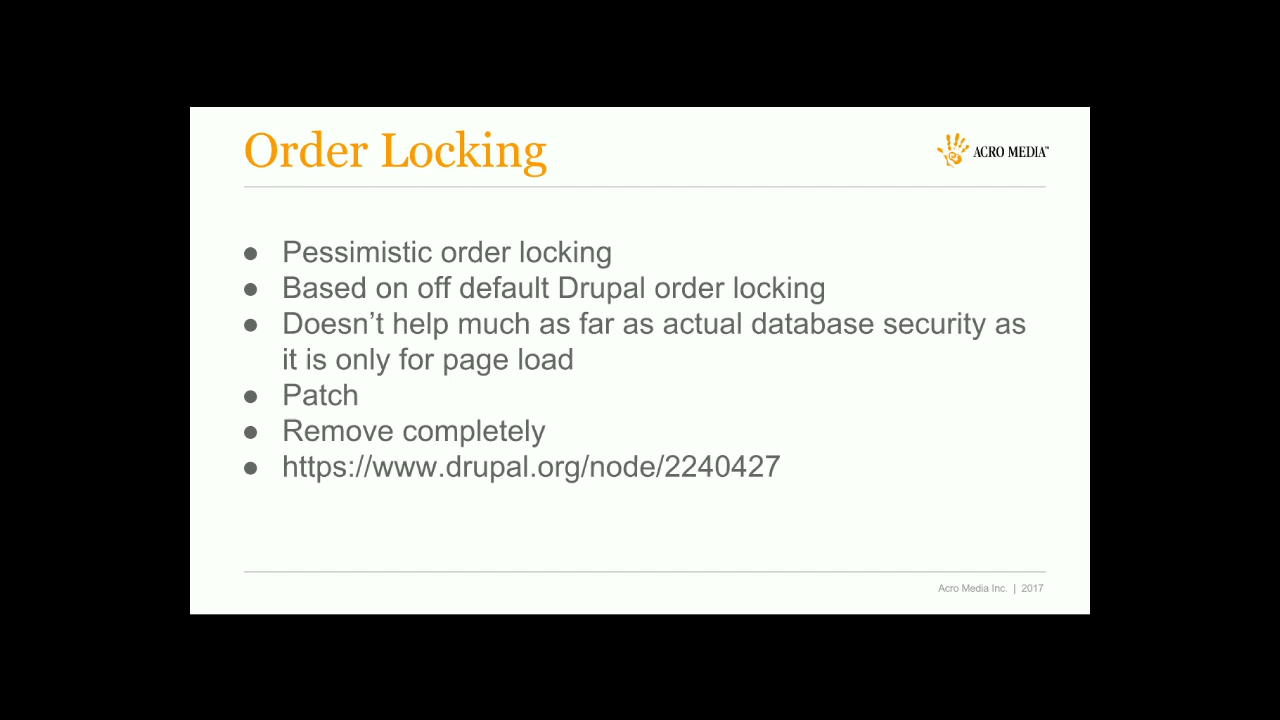 Order Locking
ACRO MEDIA™
● Pessimistic order locking
● Based on off default Drupal order locking
● Doesn’t help much as far as actual database security as
it is only for page load
● Patch
● Remove completely
● https://www.drupal.org/node/2240427
Acro Media Inc. | 2017